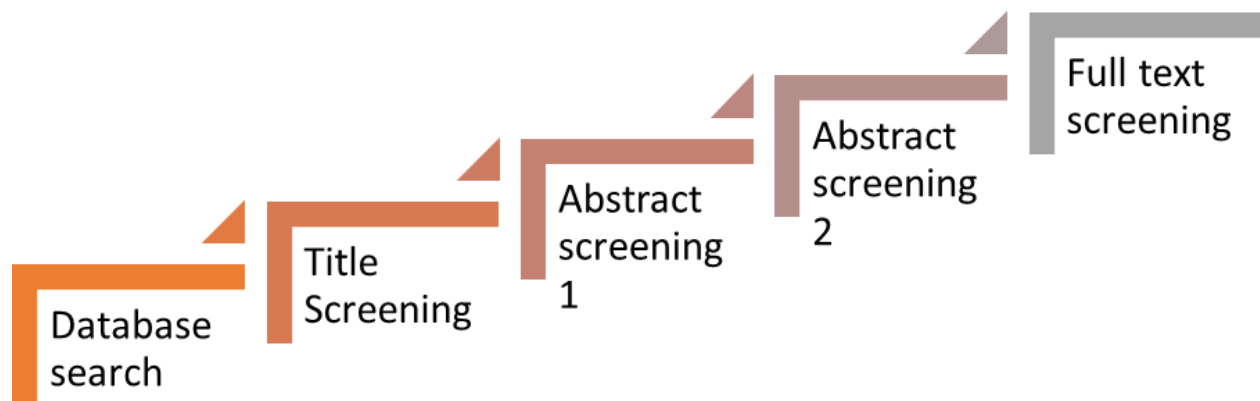 Database
search
Title
Screening
Abstract
screening
1
Abstract
screening
2
Full text
screening